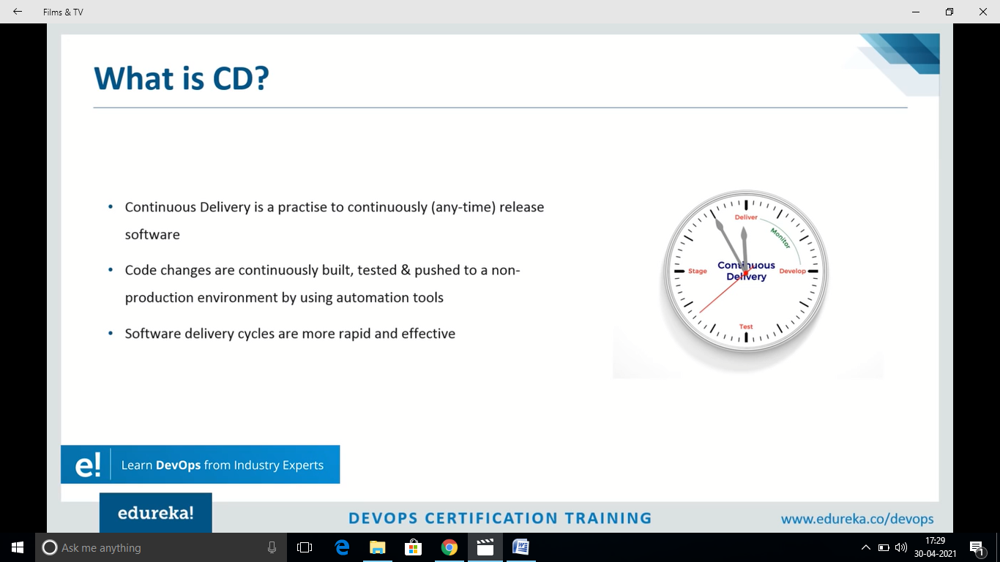 Films & TV
What is CD?
• Continuous Delivery is a practise to continuously (any-time) release
software
• Code changes are continuously built, tested & pushed to a non-
production environment by using automation tools
• Software delivery cycles are more rapid and effective
Deliver
Monitor
Continuous
Delivery
Stage
Develop
Test
e!
Learn DevOps from Industry Experts
edureka!
DEVOPS CERTIFICATION TRAINING
www.edureka.co/devops
Ask me anything
17:29
30-04-2021
1